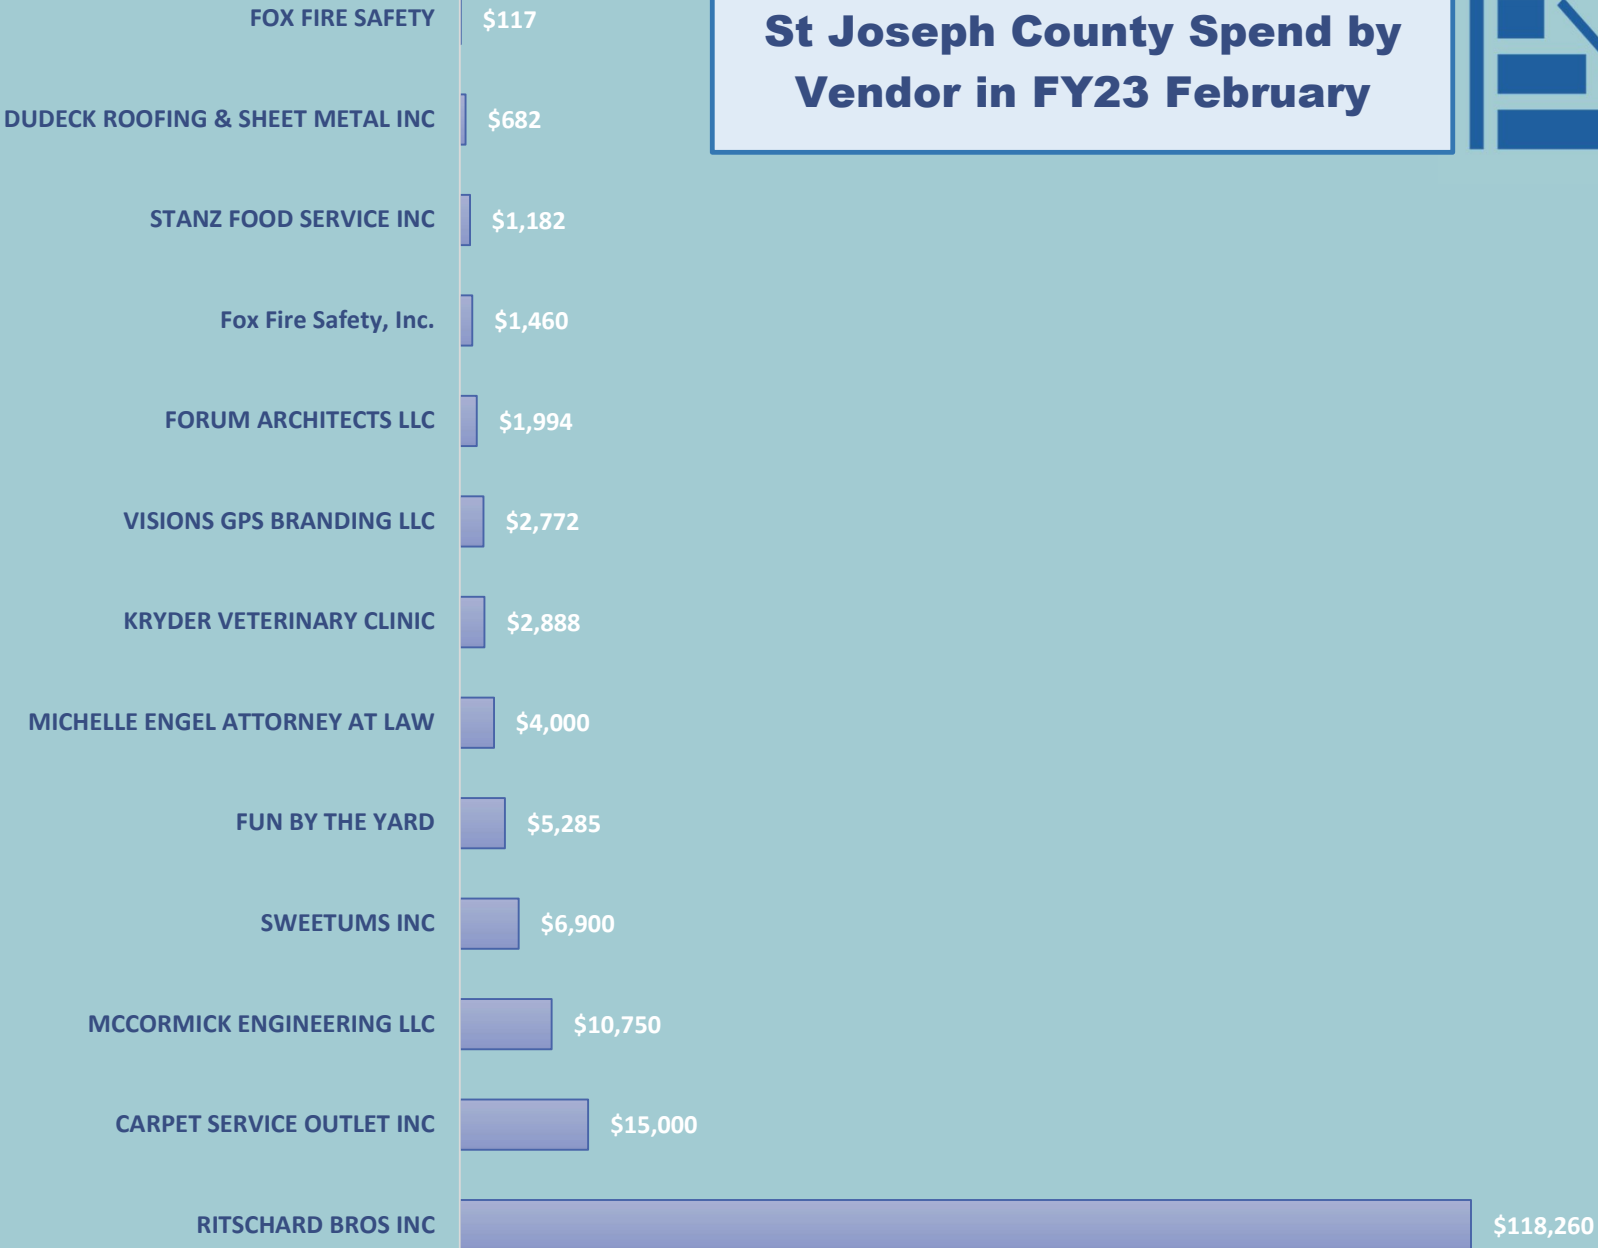 FOX FIRE SAFETY $117
St Joseph County Spend by
Vendor in FY23 February
DUDECK ROOFING & SHEET METAL INC $682
STANZ FOOD SERVICE INC $1,182
Fox Fire Safety, Inc. $1,460
FORUM ARCHITECTS LLC $1,994
VISIONS GPS BRANDING LLC $2,772
KRYDER VETERINARY CLINIC $2,888
MICHELLE ENGEL ATTORNEY AT LAW $4,000
FUN BY THE YARD $5,285
SWEETUMS INC $6,900
MCCORMICK ENGINEERING LLC $10,750
CARPET SERVICE OUTLET INC $15,000
RITSCHARD BROS INC $118,260